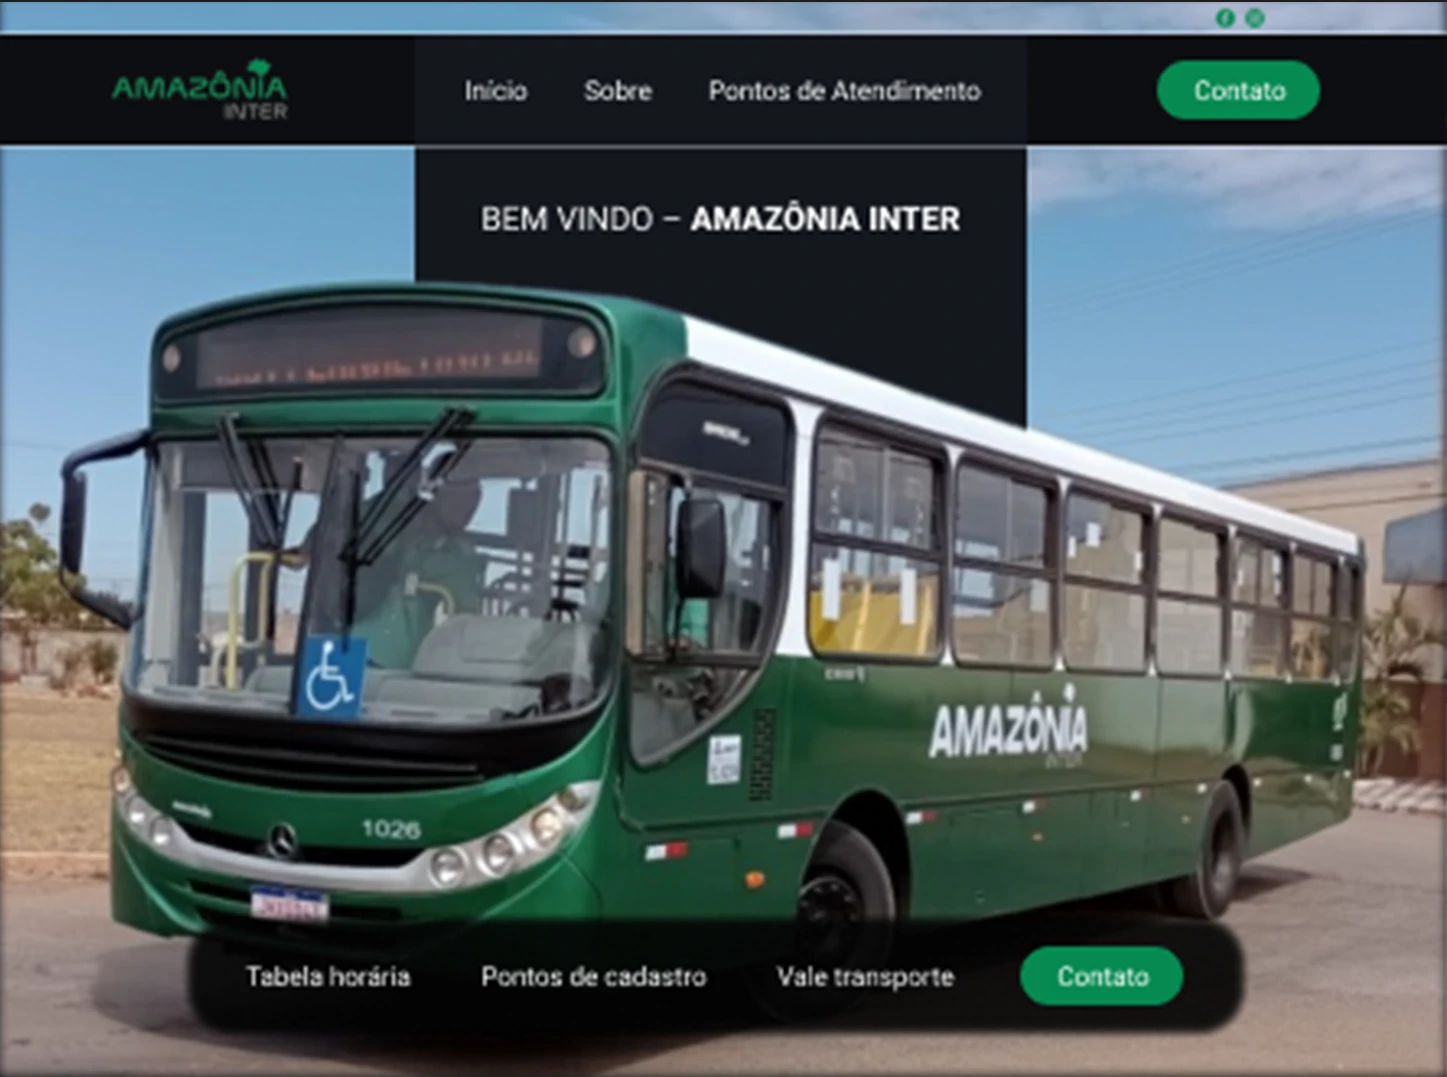 AMAZÔNIA
INTER
Início Sobre Pontos de Atendimento
Contato
BEM VINDO – AMAZÔNIA INTER
AMAZÔNIA
INTER
1026
Tabela horária Pontos de cadastro Vale transporte Contato